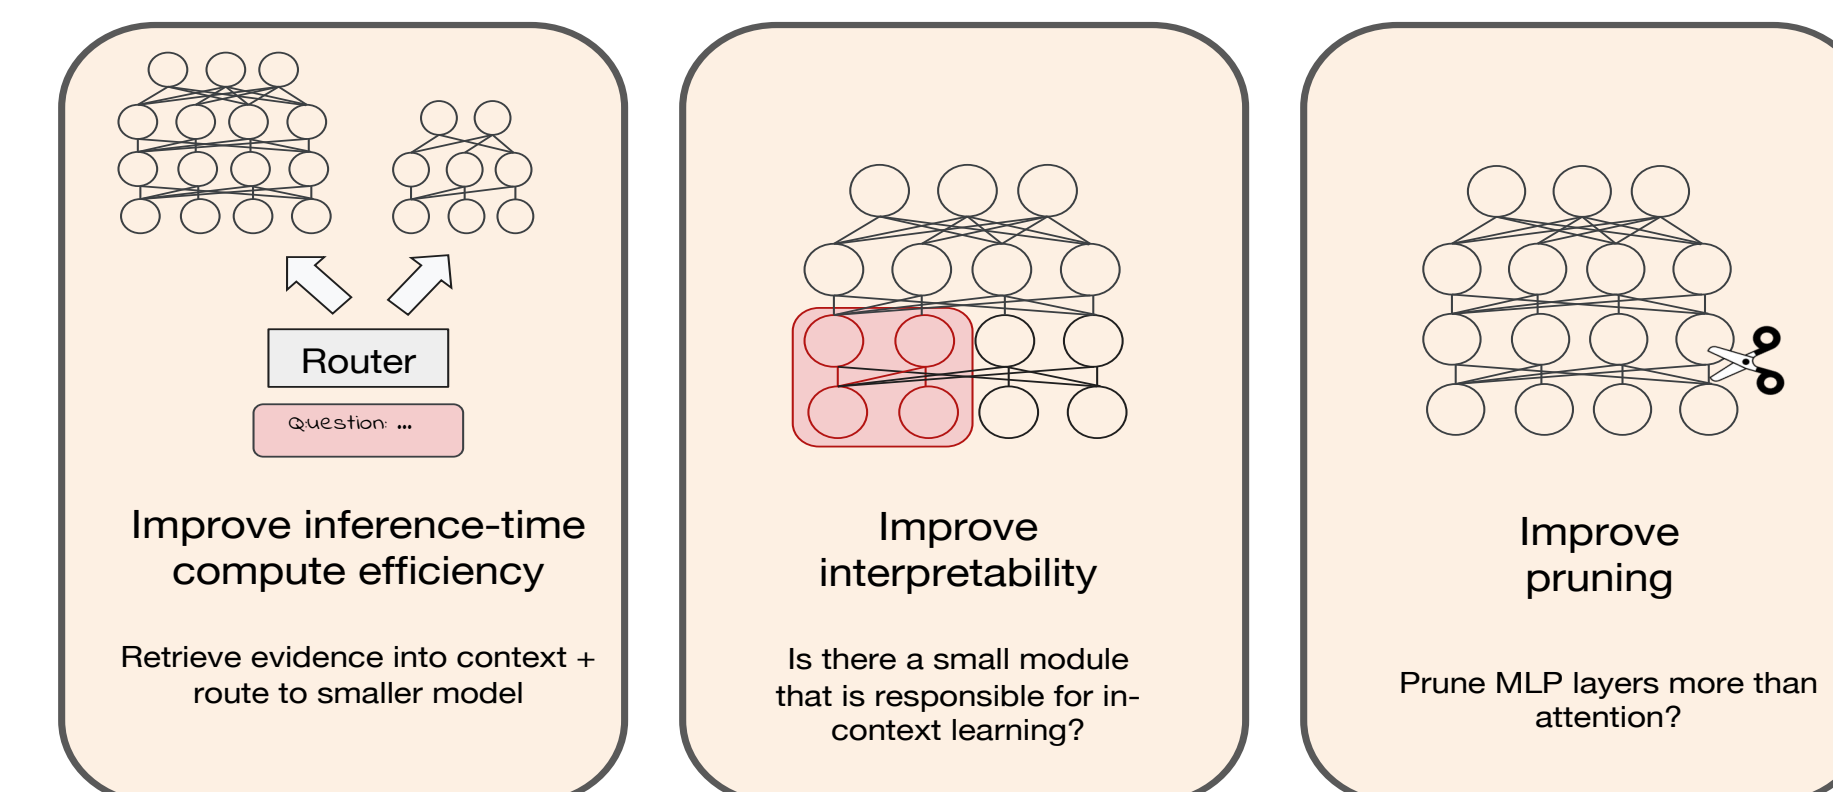 Router
Question: ...
Improve inference-time
compute efficiency
Retrieve evidence into context +
route to smaller model
Improve
interpretability
Is there a small module
that is responsible for in-
context learning?
Improve
pruning
Prune MLP layers more than
attention?